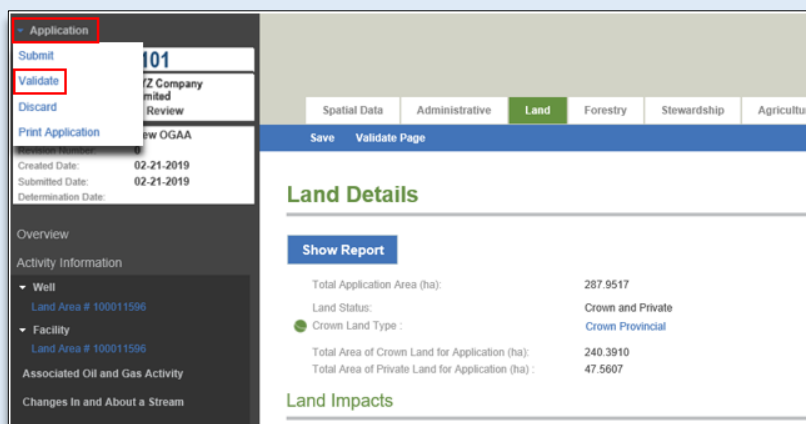 Application
Submit
Validate
Discard
Print Application
101
YZ Company
mited
Review
ew OGAA
Revision Number: 0
Created Date: 02-21-2019
Submitted Date: 02-21-2019
Determination Date:
Overview
Activity Information
Well
Land Area # 100011596
Facility
Land Area # 100011596
Associated Oil and Gas Activity
Changes In and About a Stream
Spatial Data Administrative Land Forestry Stewardship Agricultu
Save Validate Page
Land Details
Show Report
Total Application Area (ha): 287.9517
Land Status: Crown and Private
Crown Land Type : Crown Provincial
Total Area of Crown Land for Application (ha): 240.3910
Total Area of Private Land for Application (ha) : 47.5607
Land Impacts